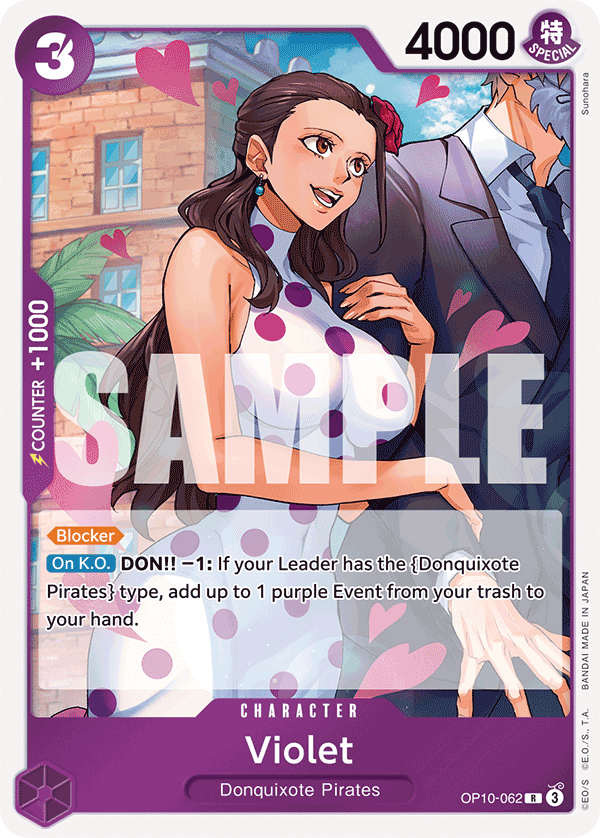 3
4000
特
SPECIAL
Sunohara
COUNTER +1000
SAMPLE
Blocker
On K.O. DON!! −1: If your Leader has the {Donquixote
Pirates} type, add up to 1 purple Event from your trash to
your hand.
CHARACTER
Violet
Donquixote Pirates
OP10-062 R 3
©E.O/S ©E.O./S., T.A. BANDAI MADE IN JAPAN